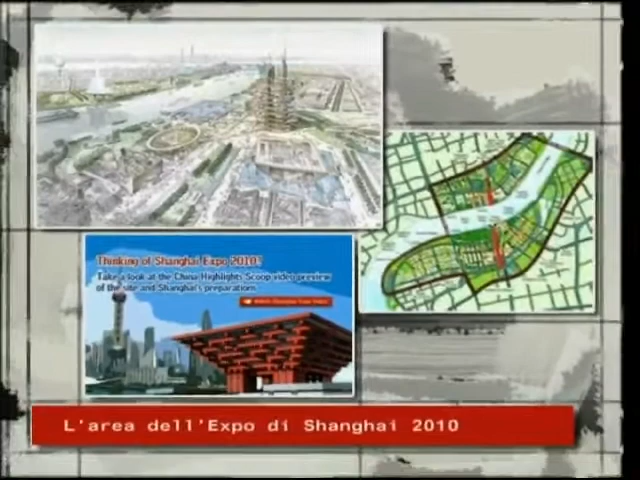 Thinking of Shanghai Expo 2010?
Take a look at the China Highlights Scoop video preview
of the site and Shanghai's preparations
L'area dell'Expo di Shanghai 2010